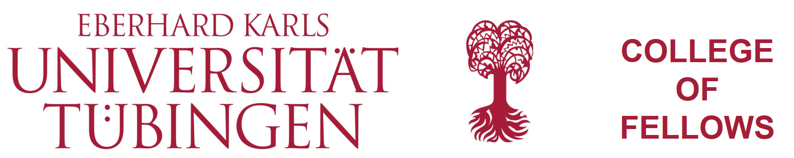 EBERHARD KARLS
UNIVERSITÄT
TÜBINGEN
COLLEGE
OF
FELLOWS